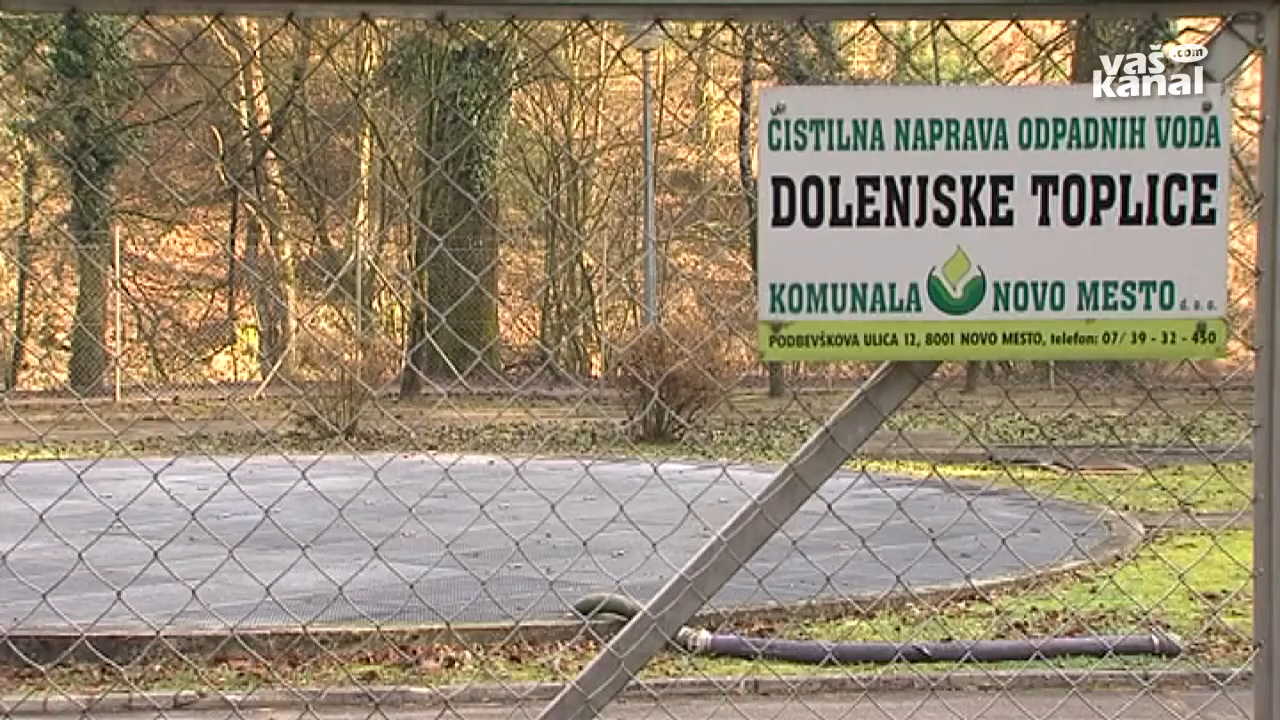 vaš.com
kanal
ČISTILNA NAPRAVA ODPADNIH VODA
DOLENJSKE TOPLICE
KOMUNALA NOVO MESTO d.o.o.
PODBEVŠKOVA ULICA 12, 8001 NOVO MESTO, telefon: 07/ 39 - 32 - 450